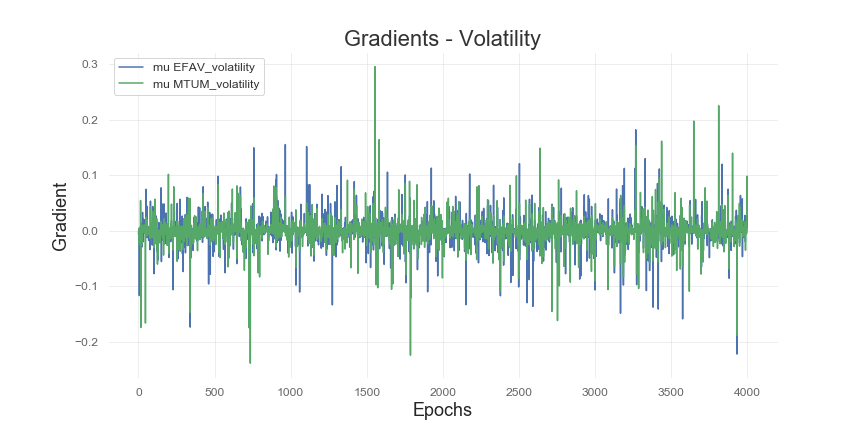 Gradients - Volatility
mu EFAV_volatility
mu MTUM_volatility
Gradient
0.3
0.2
0.1
0.0
−0.1
−0.2
0 500 1000 1500 2000 2500 3000 3500 4000
Epochs